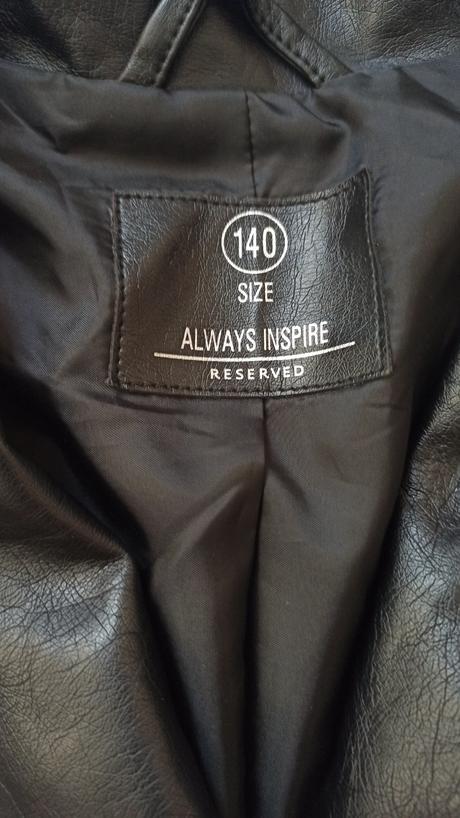 140
SIZE
ALWAYS INSPIRE
RESERVED